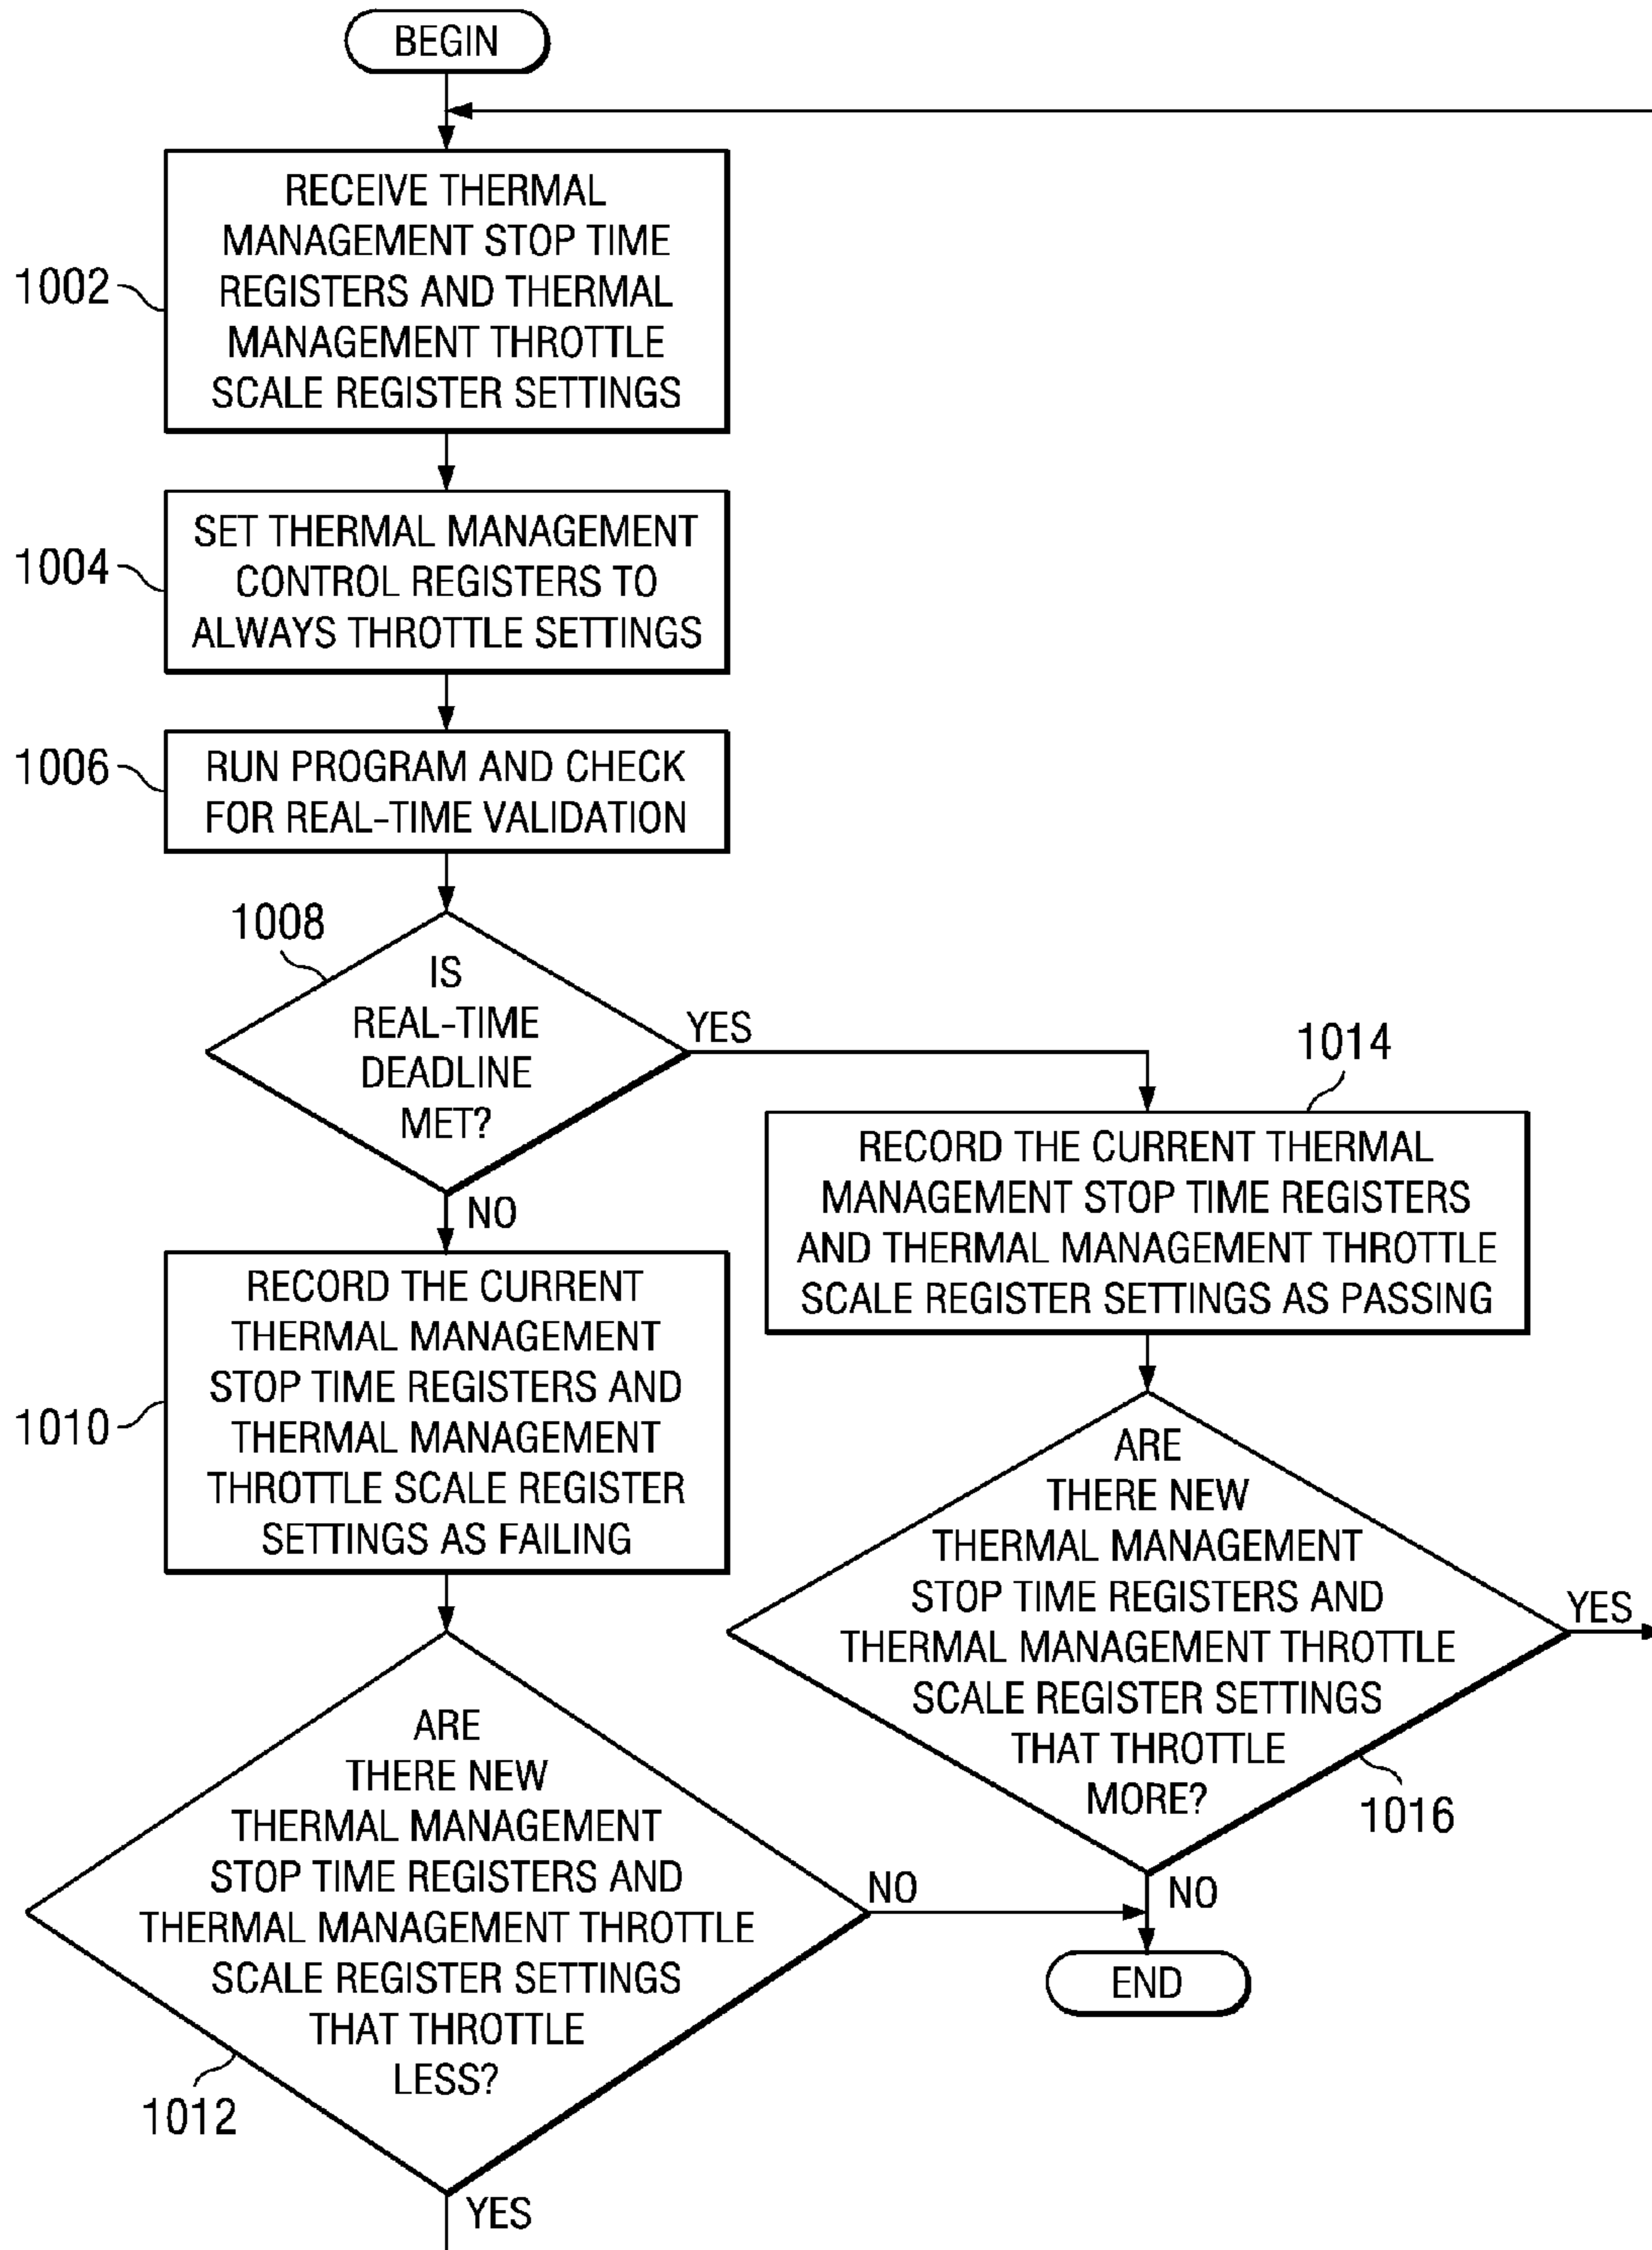 BEGIN
1002
RECEIVE THERMAL
MANAGEMENT STOP TIME
REGISTERS AND THERMAL
MANAGEMENT THROTTLE
SCALE REGISTER SETTINGS
1004
SET THERMAL MANAGEMENT
CONTROL REGISTERS TO
ALWAYS THROTTLE SETTINGS
1006
RUN PROGRAM AND CHECK
FOR REAL-TIME VALIDATION
1008
IS
REAL-TIME
DEADLINE
MET?
YES
NO
1014
RECORD THE CURRENT THERMAL
MANAGEMENT STOP TIME REGISTERS
AND THERMAL MANAGEMENT THROTTLE
SCALE REGISTER SETTINGS AS PASSING
1010
RECORD THE CURRENT
THERMAL MANAGEMENT
STOP TIME REGISTERS AND
THERMAL MANAGEMENT
THROTTLE SCALE REGISTER
SETTINGS AS FAILING
ARE
THERE NEW
THERMAL MANAGEMENT
STOP TIME REGISTERS AND
THERMAL MANAGEMENT THROTTLE
SCALE REGISTER SETTINGS
THAT THROTTLE
MORE?
YES
1016
NO
ARE
THERE NEW
THERMAL MANAGEMENT
STOP TIME REGISTERS AND
THERMAL MANAGEMENT THROTTLE
SCALE REGISTER SETTINGS
THAT THROTTLE
LESS?
NO
1012
YES
END